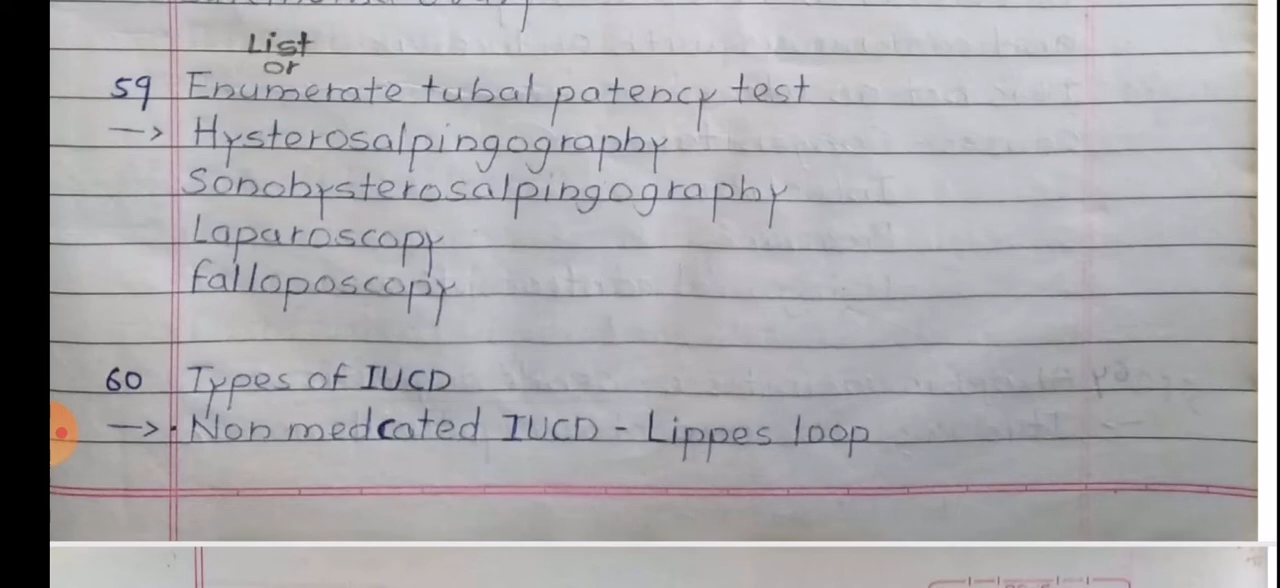 List
or
59 Enumerate tubal patency test
-> Hysterosalpingography
Sonohysterosalpingography
Laparoscopy
falloposcopy
60 Types of IUCD
-> · Non medcated IUCD - Lippes loop